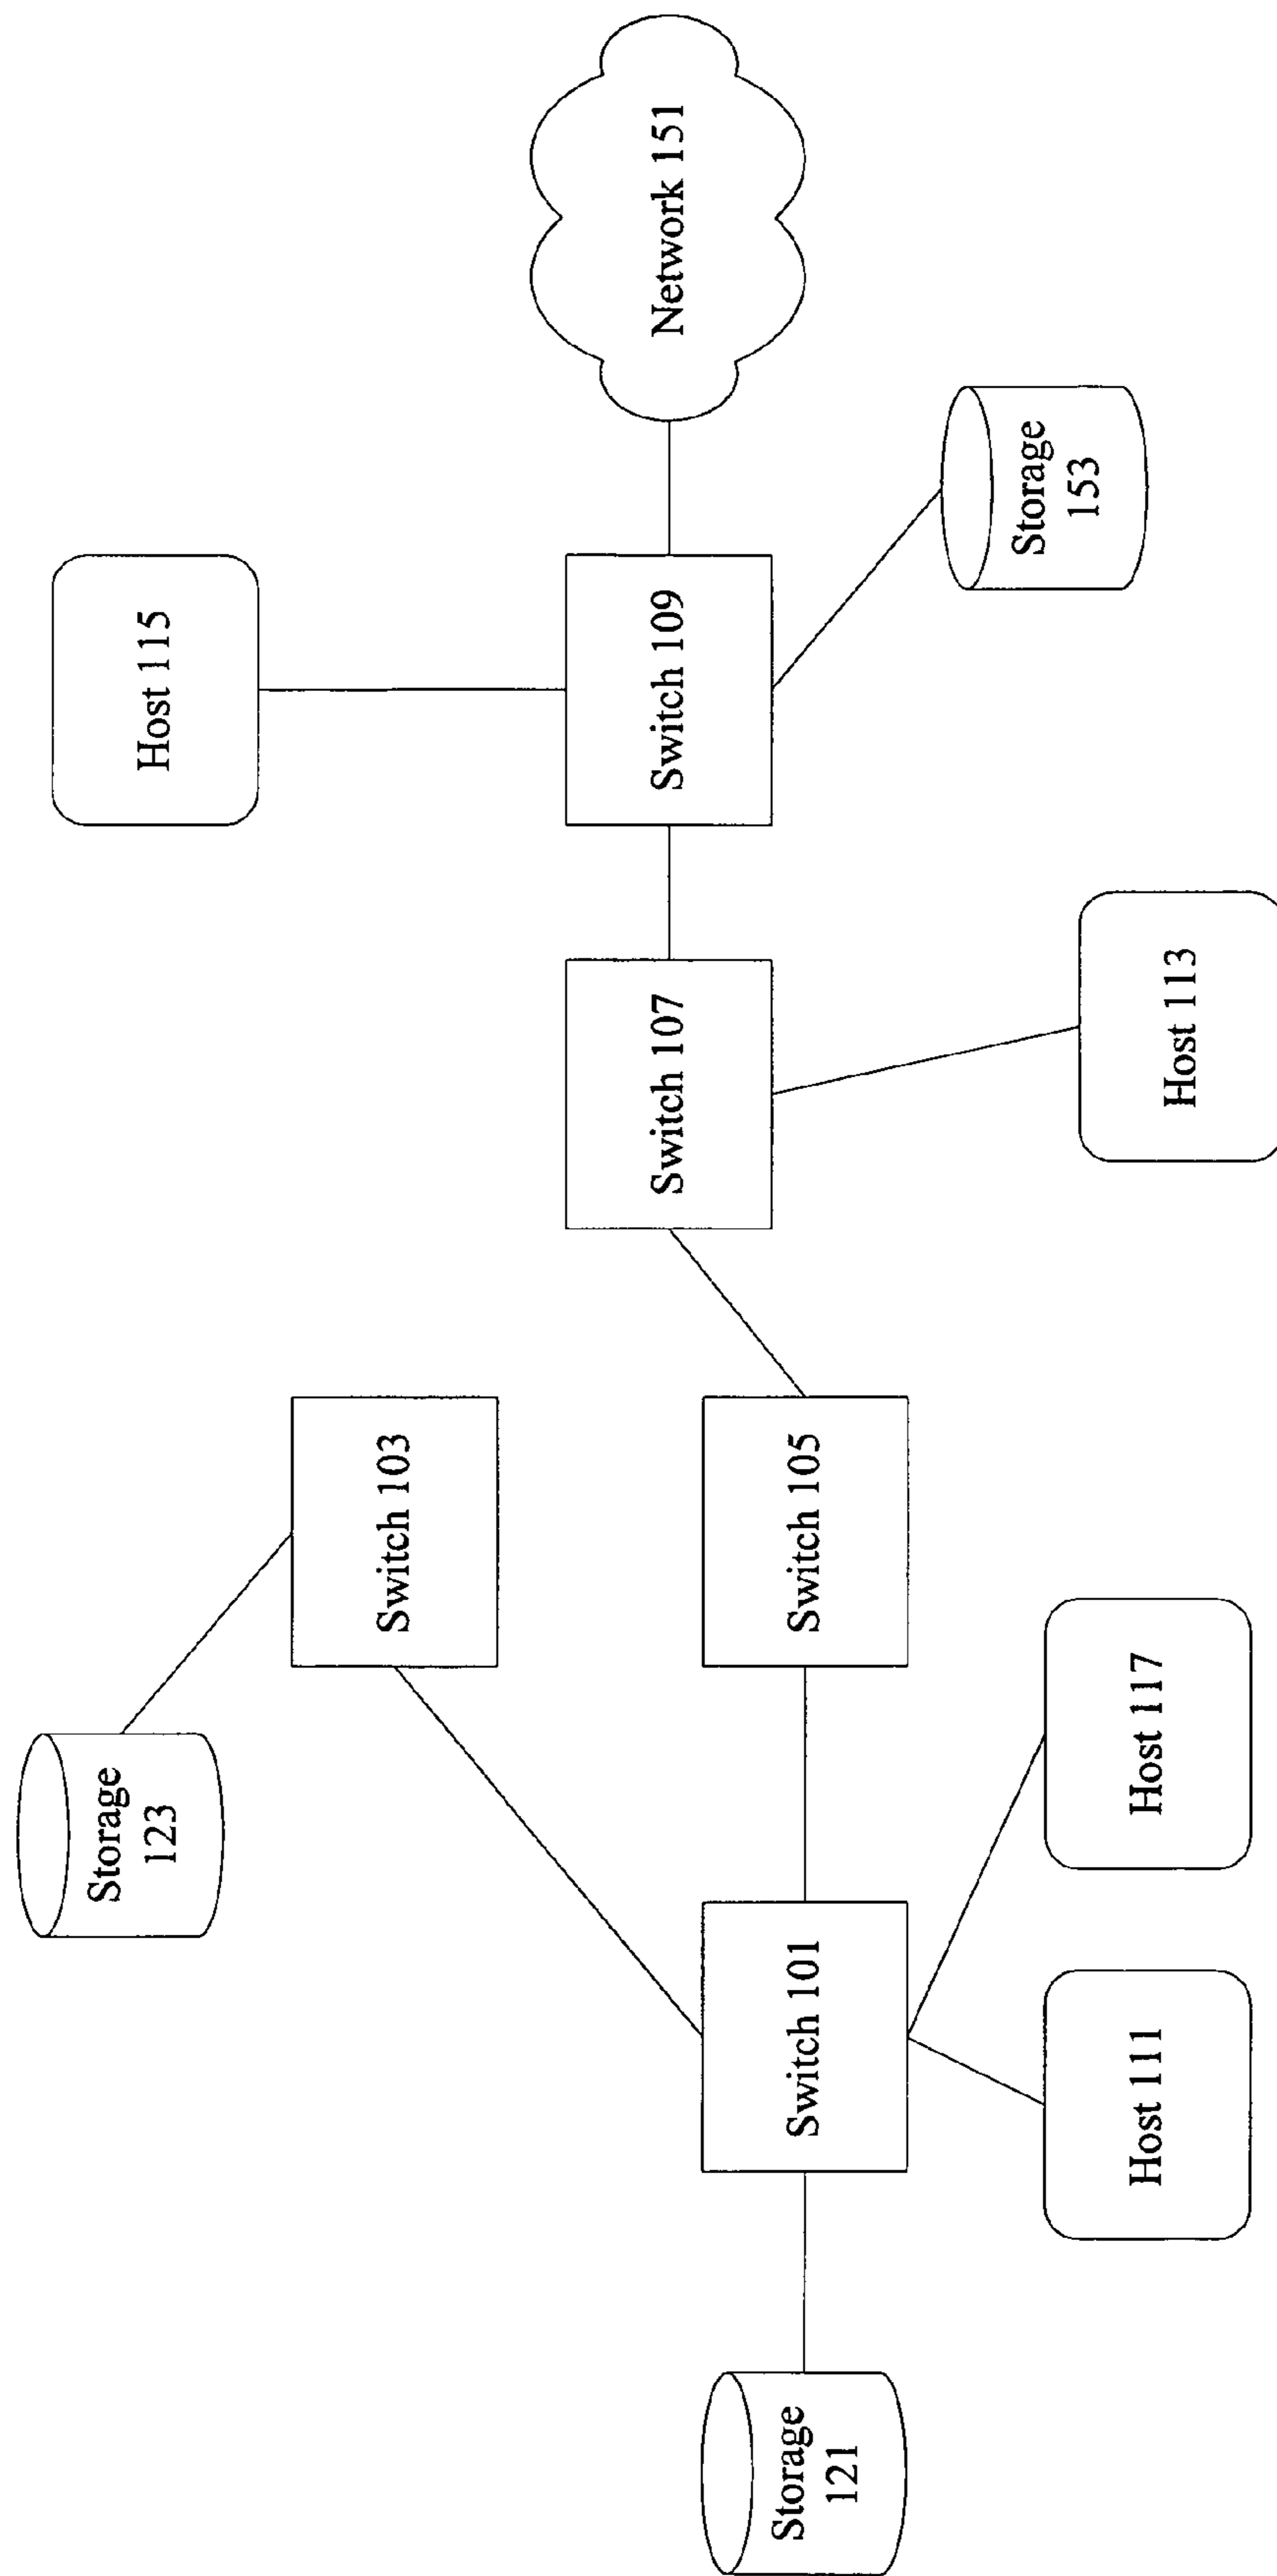 Storage
123
Host 115
Switch 103
Switch 107
Switch 109
Network 151
Storage
121
Switch 101
Switch 105
Storage
153
Host 111
Host 117
Host 113